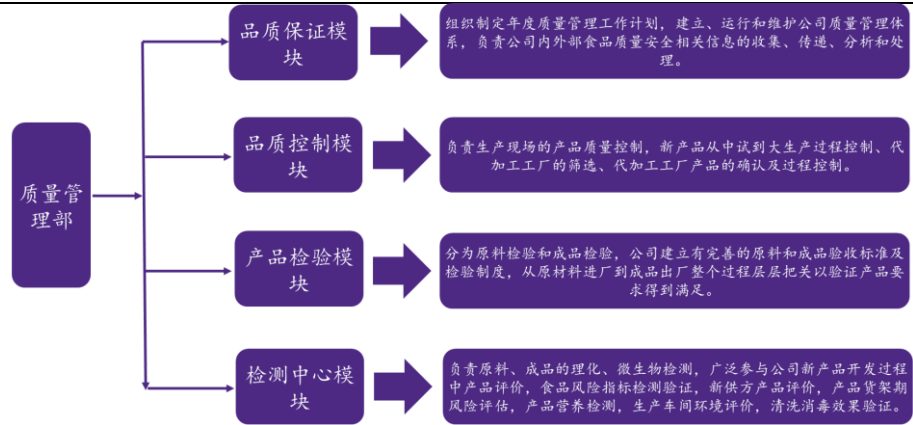 质量管
理部
品质保证模
块
组织制定年度质量管理工作计划，建立、运行和维护公司质量管理体
系，负责公司内外部食品质量安全相关信息的收集、传递、分析和处
理。
品质控制模
块
负责生产现场的产品质量控制，新产品从中试到大生产过程控制、代
加工工厂的筛选、代加工工厂产品的确认及过程控制。
产品检验模
块
分为原料检验和成品检验，公司建立有完善的原料和成品验收标准及
检验制度，从原材料进厂到成品出厂整个过程层层把关以验证产品要
求得到满足。
检测中心模
块
负责原料、成品的理化、微生物检测，广泛参与公司新产品开发过程
中产品评价，食品风险指标检测验证，新供方产品评价，产品货架期
风险评估，产品营养检测，生产车间环境评价，清洗消毒效果验证。